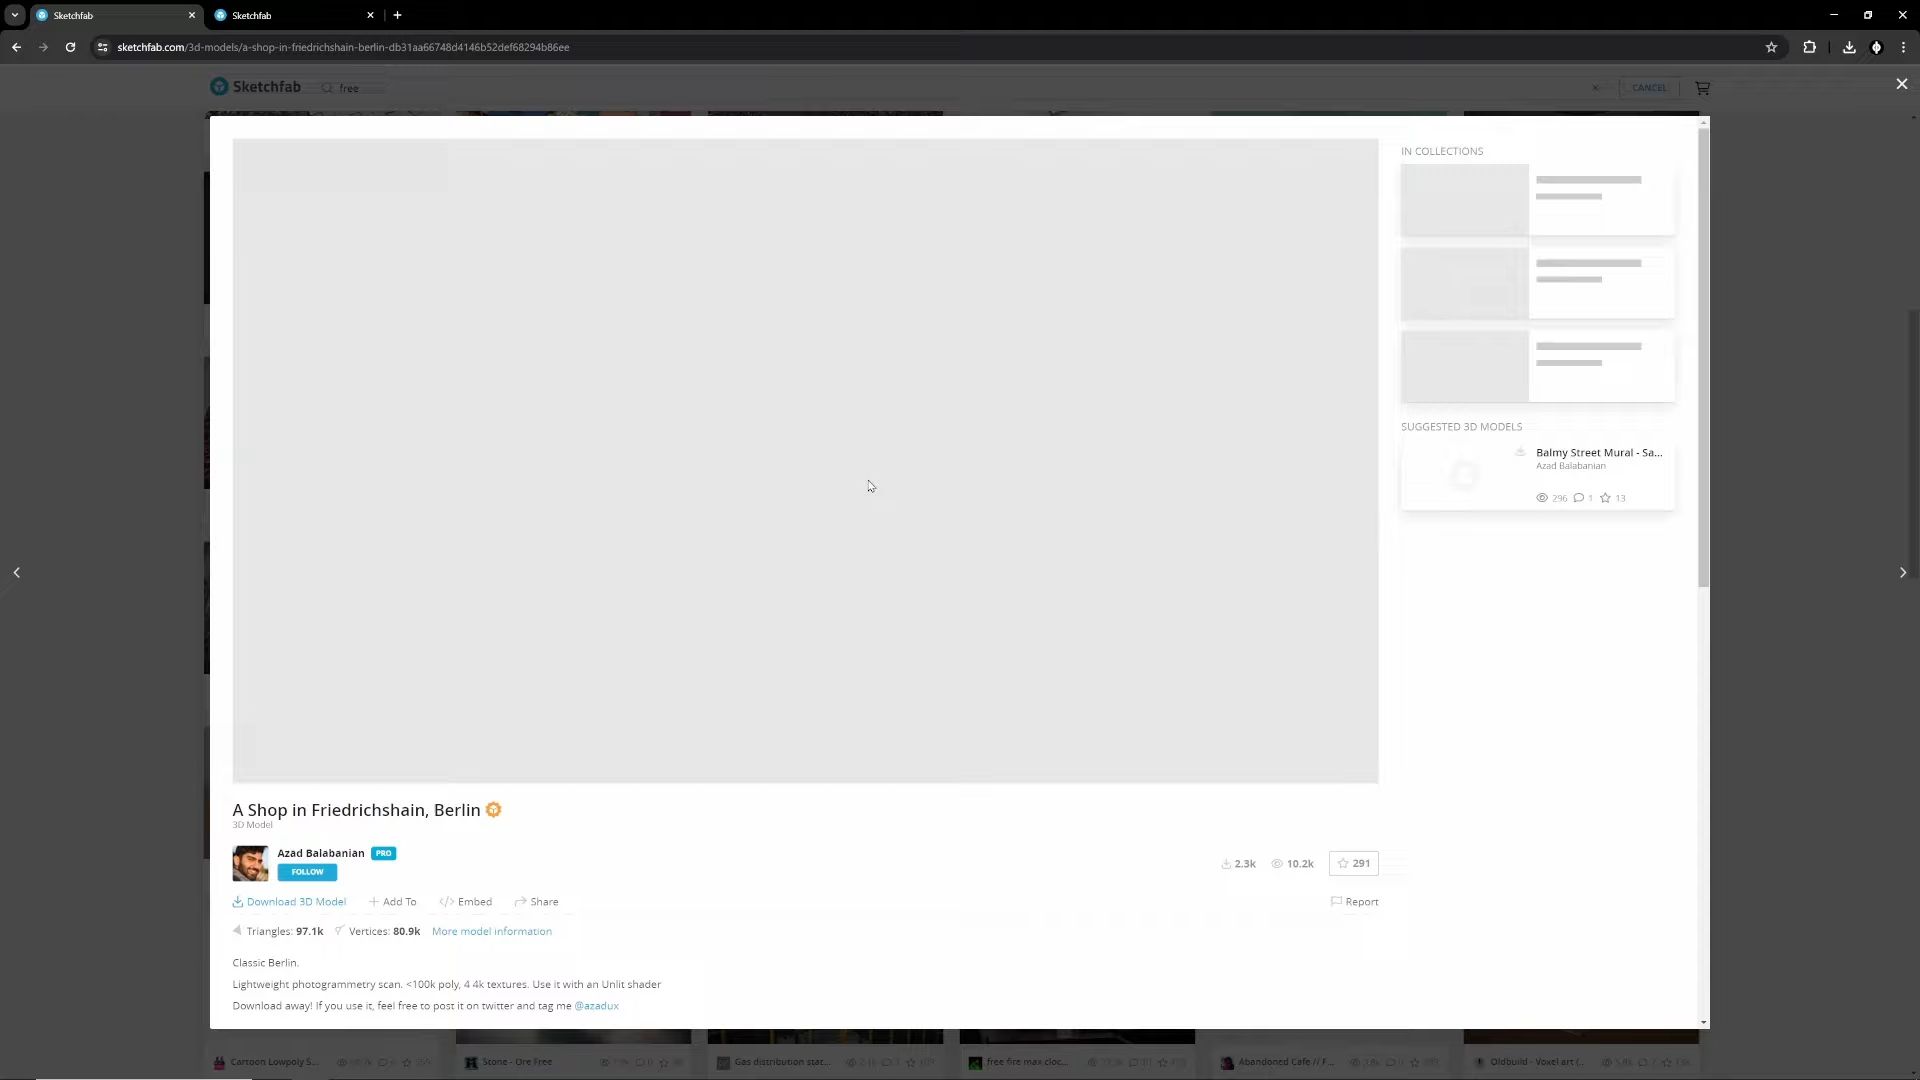 Sketchfab
Sketchfab
sketchfab.com/3d-models/a-shop-in-friedrichshain-berlin-db31aa66748d4146b52def68294b86ee
Sketchfab
free
CANCEL
IN COLLECTIONS
SUGGESTED 3D MODELS
Balmy Street Mural - Sa...
Azad Balabanian
296 1 13
A Shop in Friedrichshain, Berlin
3D Model
Azad Balabanian PRO
FOLLOW
2.3k 10.2k 291
Download 3D Model Add To Embed Share Report
Triangles: 97.1k Vertices: 80.9k More model information
Classic Berlin.
Lightweight photogrammetry scan. <100k poly, 4 4k textures. Use it with an Unlit shader
Download away! If you use it, feel free to post it on twitter and tag me @azadux
Cartoon Lowpoly S...
Stone - Ore Free
Gas distribution stat...
free fire max cloc...
Abandoned Cafe // F...
Oldbuild - Voxel art (...